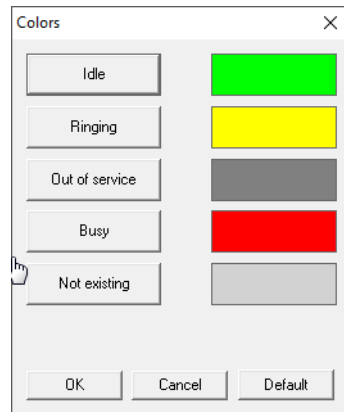 Colors
Idle
Ringing
Out of service
Busy
Not existing
OK Cancel Default